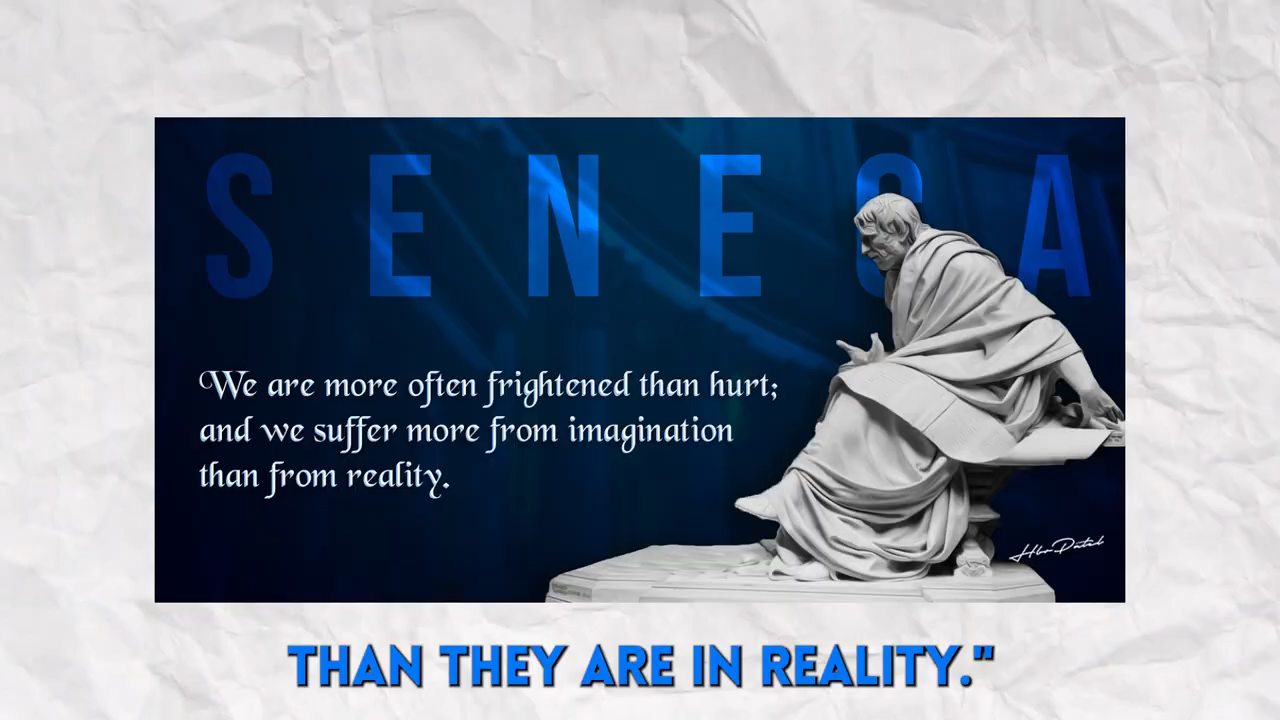 SENECA
We are more often frightened than hurt;
and we suffer more from imagination
than from reality.
THAN THEY ARE IN REALITY."